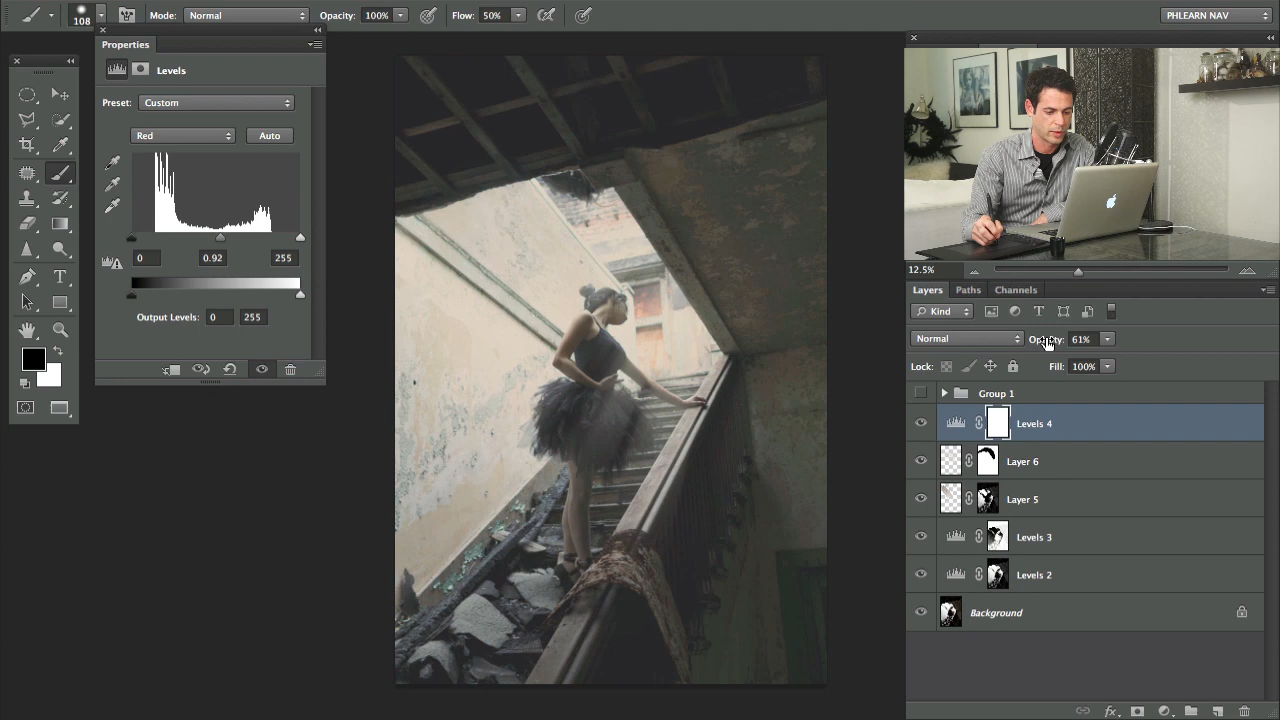 108
Mode: Normal
Opacity: 100%
Flow: 50%
PHLEARN NAV
Properties
Levels
Preset: Custom
Red
Auto
0
0.92
255
Output Levels: 0 255
12.5%
Layers Paths Channels
Kind
Normal
Opacity: 61%
Lock:
Fill: 100%
Group 1
Levels 4
Layer 6
Layer 5
Levels 3
Levels 2
Background
fx